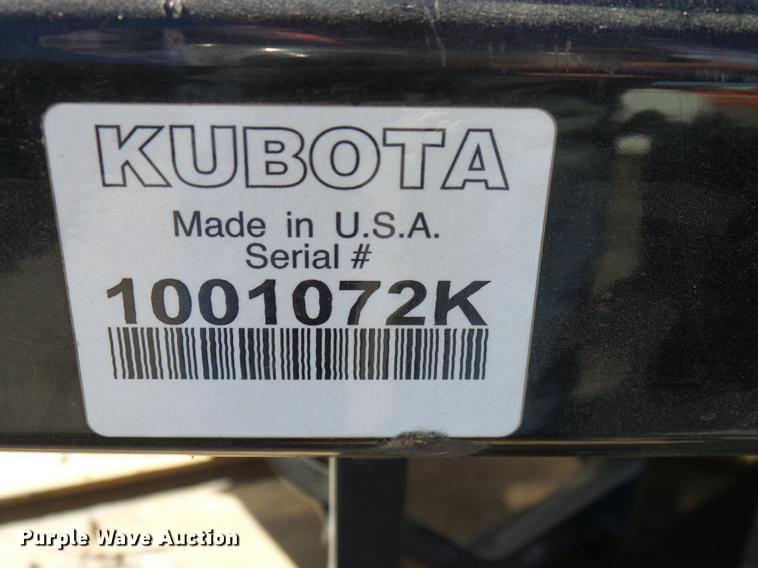 KUBOTA
Made in U.S.A.
Serial #
1001072K
Purple Wave Auction